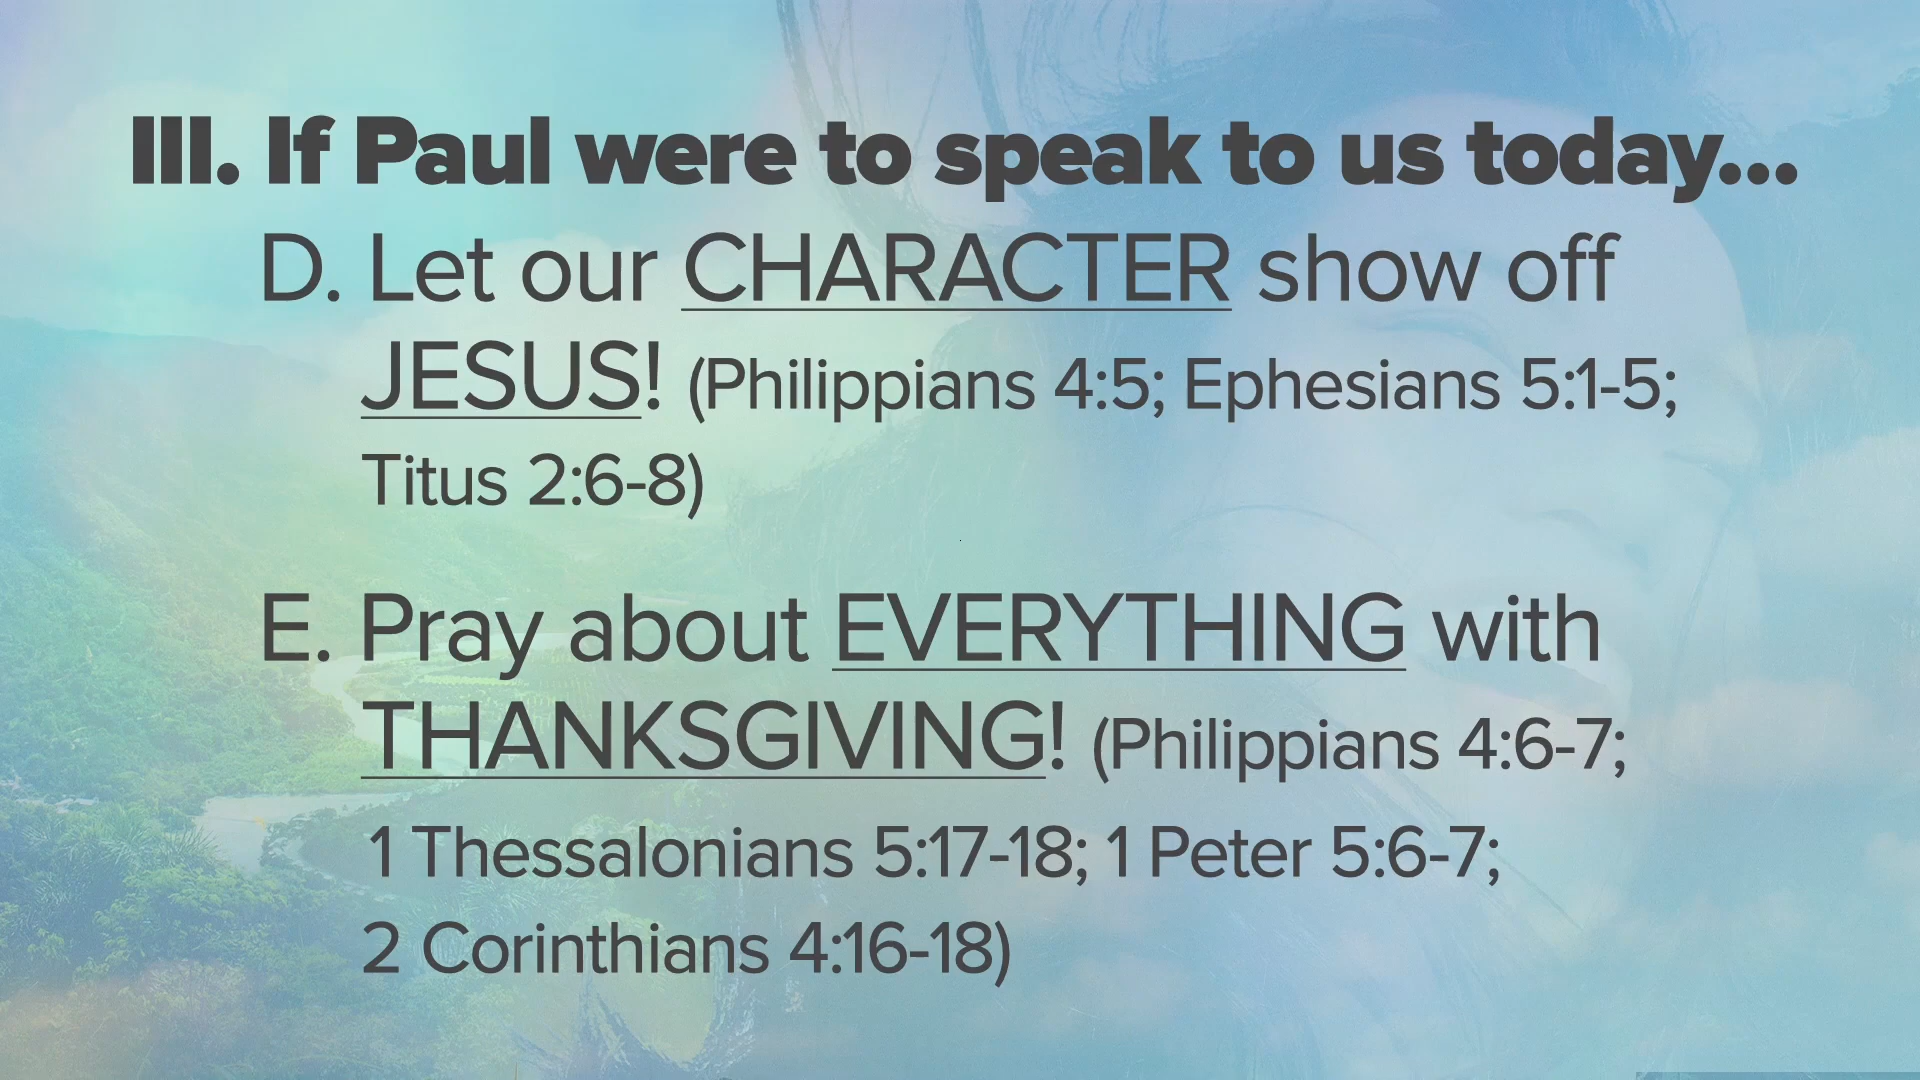 III. If Paul were to speak to us today...
D. Let our CHARACTER show off
JESUS! (Philippians 4:5; Ephesians 5:1-5;
Titus 2:6-8)
E. Pray about EVERYTHING with
THANKSGIVING! (Philippians 4:6-7;
1 Thessalonians 5:17-18; 1 Peter 5:6-7;
2 Corinthians 4:16-18)